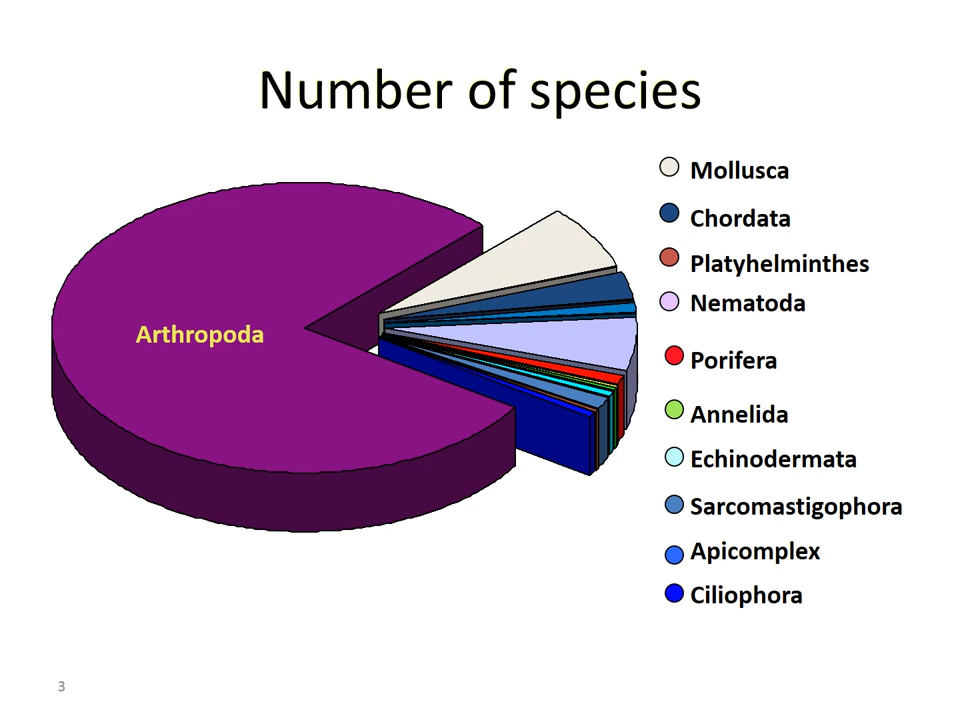 Number of species
Mollusca
Chordata
Platyhelminthes
Nematoda
Arthropoda
Porifera
Annelida
Echinodermata
Sarcomastigophora
Apicomplex
Ciliophora
3